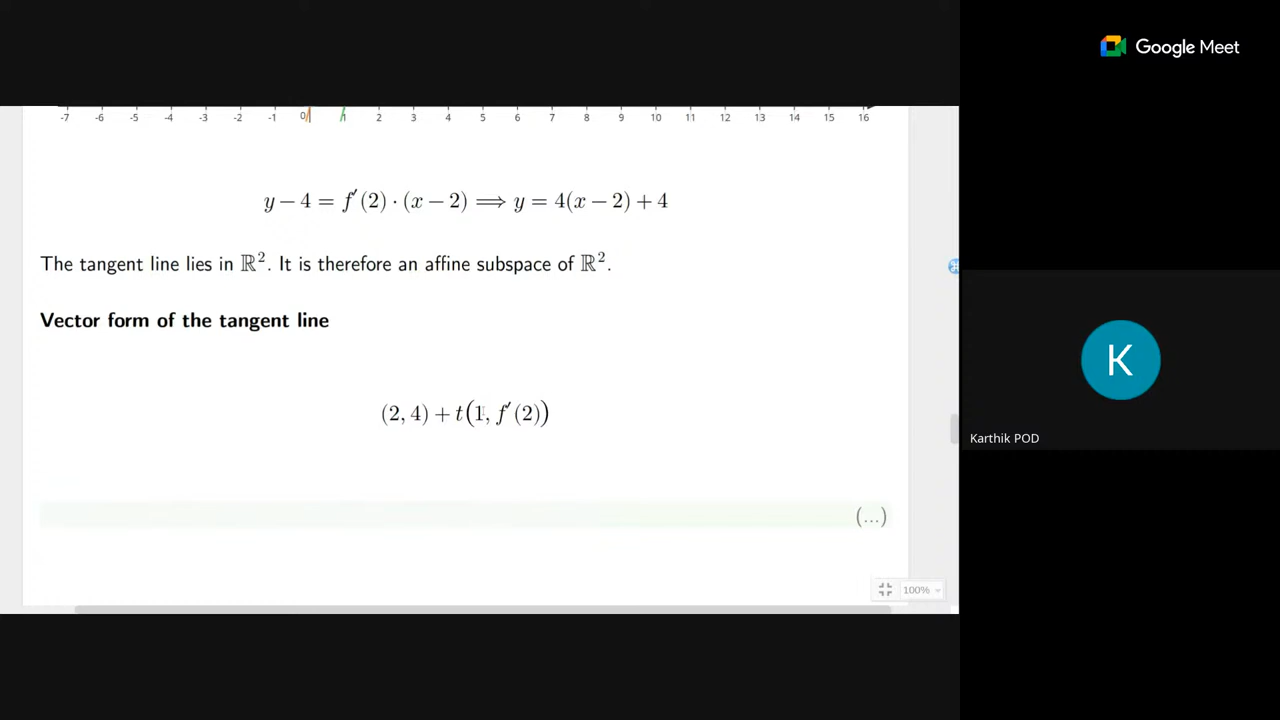 Google Meet
-7 -6 -5 -4 -3 -2 -1 0 1 2 3 4 5 6 7 8 9 10 11 12 13 14 15 16
y − 4 = f′(2) · (x − 2) ⟹ y = 4(x − 2) + 4
The tangent line lies in ℝ². It is therefore an affine subspace of ℝ².
Vector form of the tangent line
(2, 4) + t(1, f′(2))
(...)
100%
K
Karthik POD